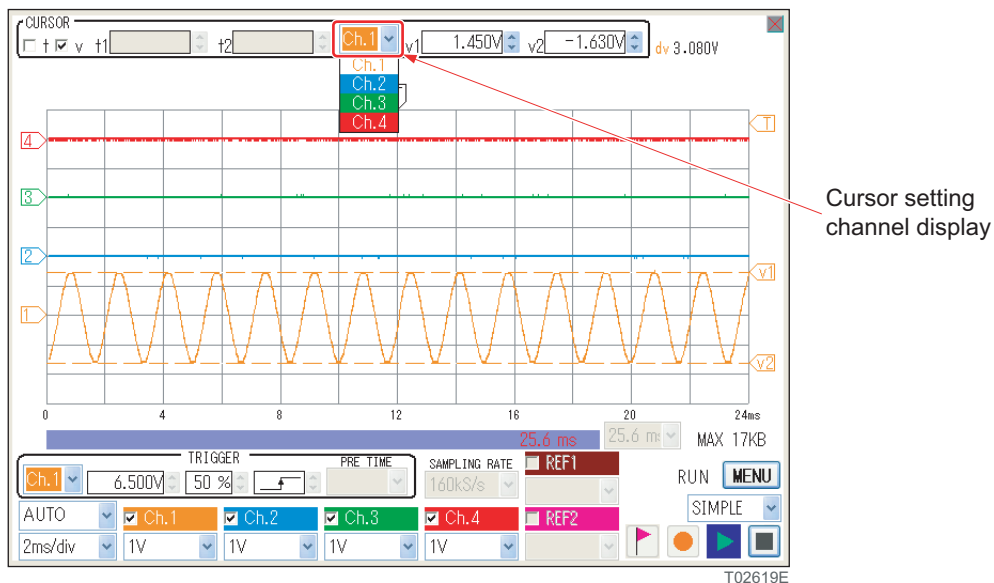 CURSOR
t v t1 t2 Ch.1 v1 1.450V v2 -1.630V dv 3.080V
Ch.1
Ch.2
Ch.3
Ch.4
T
4
3
Cursor setting
channel display
2
v1
1
v2
0 4 8 12 16 20 24ms
25.6 ms 25.6 m MAX 17KB
TRIGGER PRE TIME SAMPLING RATE REF1
Ch.1 6.500V 50 % 160kS/s RUN MENU
AUTO Ch.1 Ch.2 Ch.3 Ch.4 REF2 SIMPLE
2ms/div 1V 1V 1V 1V
T02619E